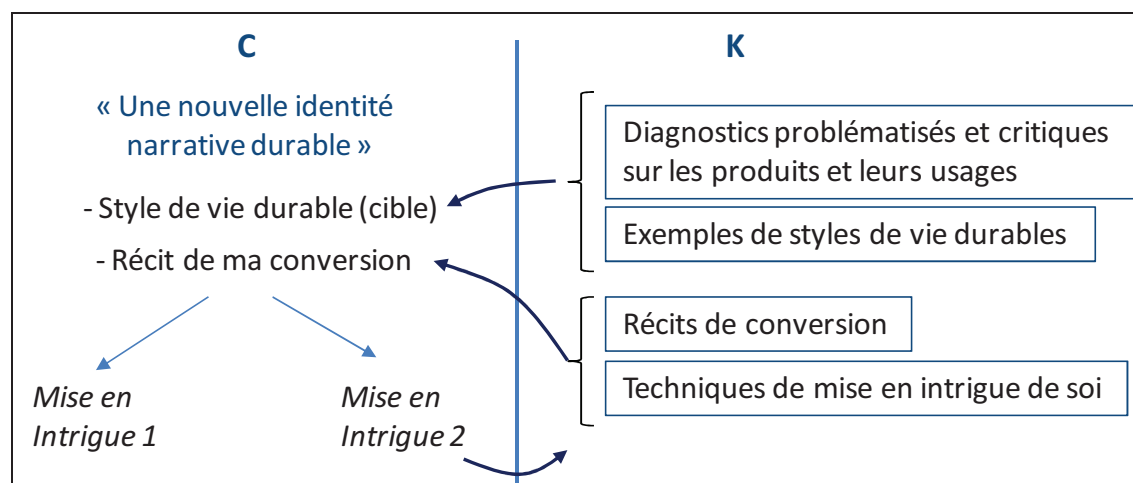 C
« Une nouvelle identité
narrative durable »
- Style de vie durable (cible)
- Récit de ma conversion
Mise en
Intrigue 1
Mise en
Intrigue 2
K
Diagnostics problématisés et critiques
sur les produits et leurs usages
Exemples de styles de vie durables
Récits de conversion
Techniques de mise en intrigue de soi